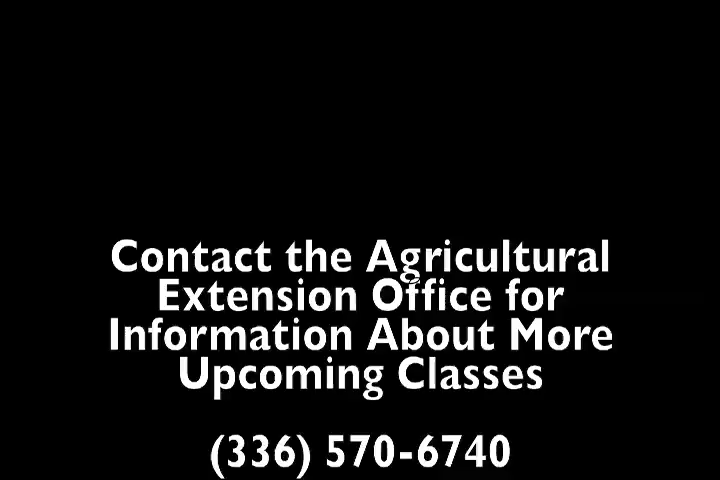 Contact the Agricultural
Extension Office for
Information About More
Upcoming Classes
(336) 570-6740